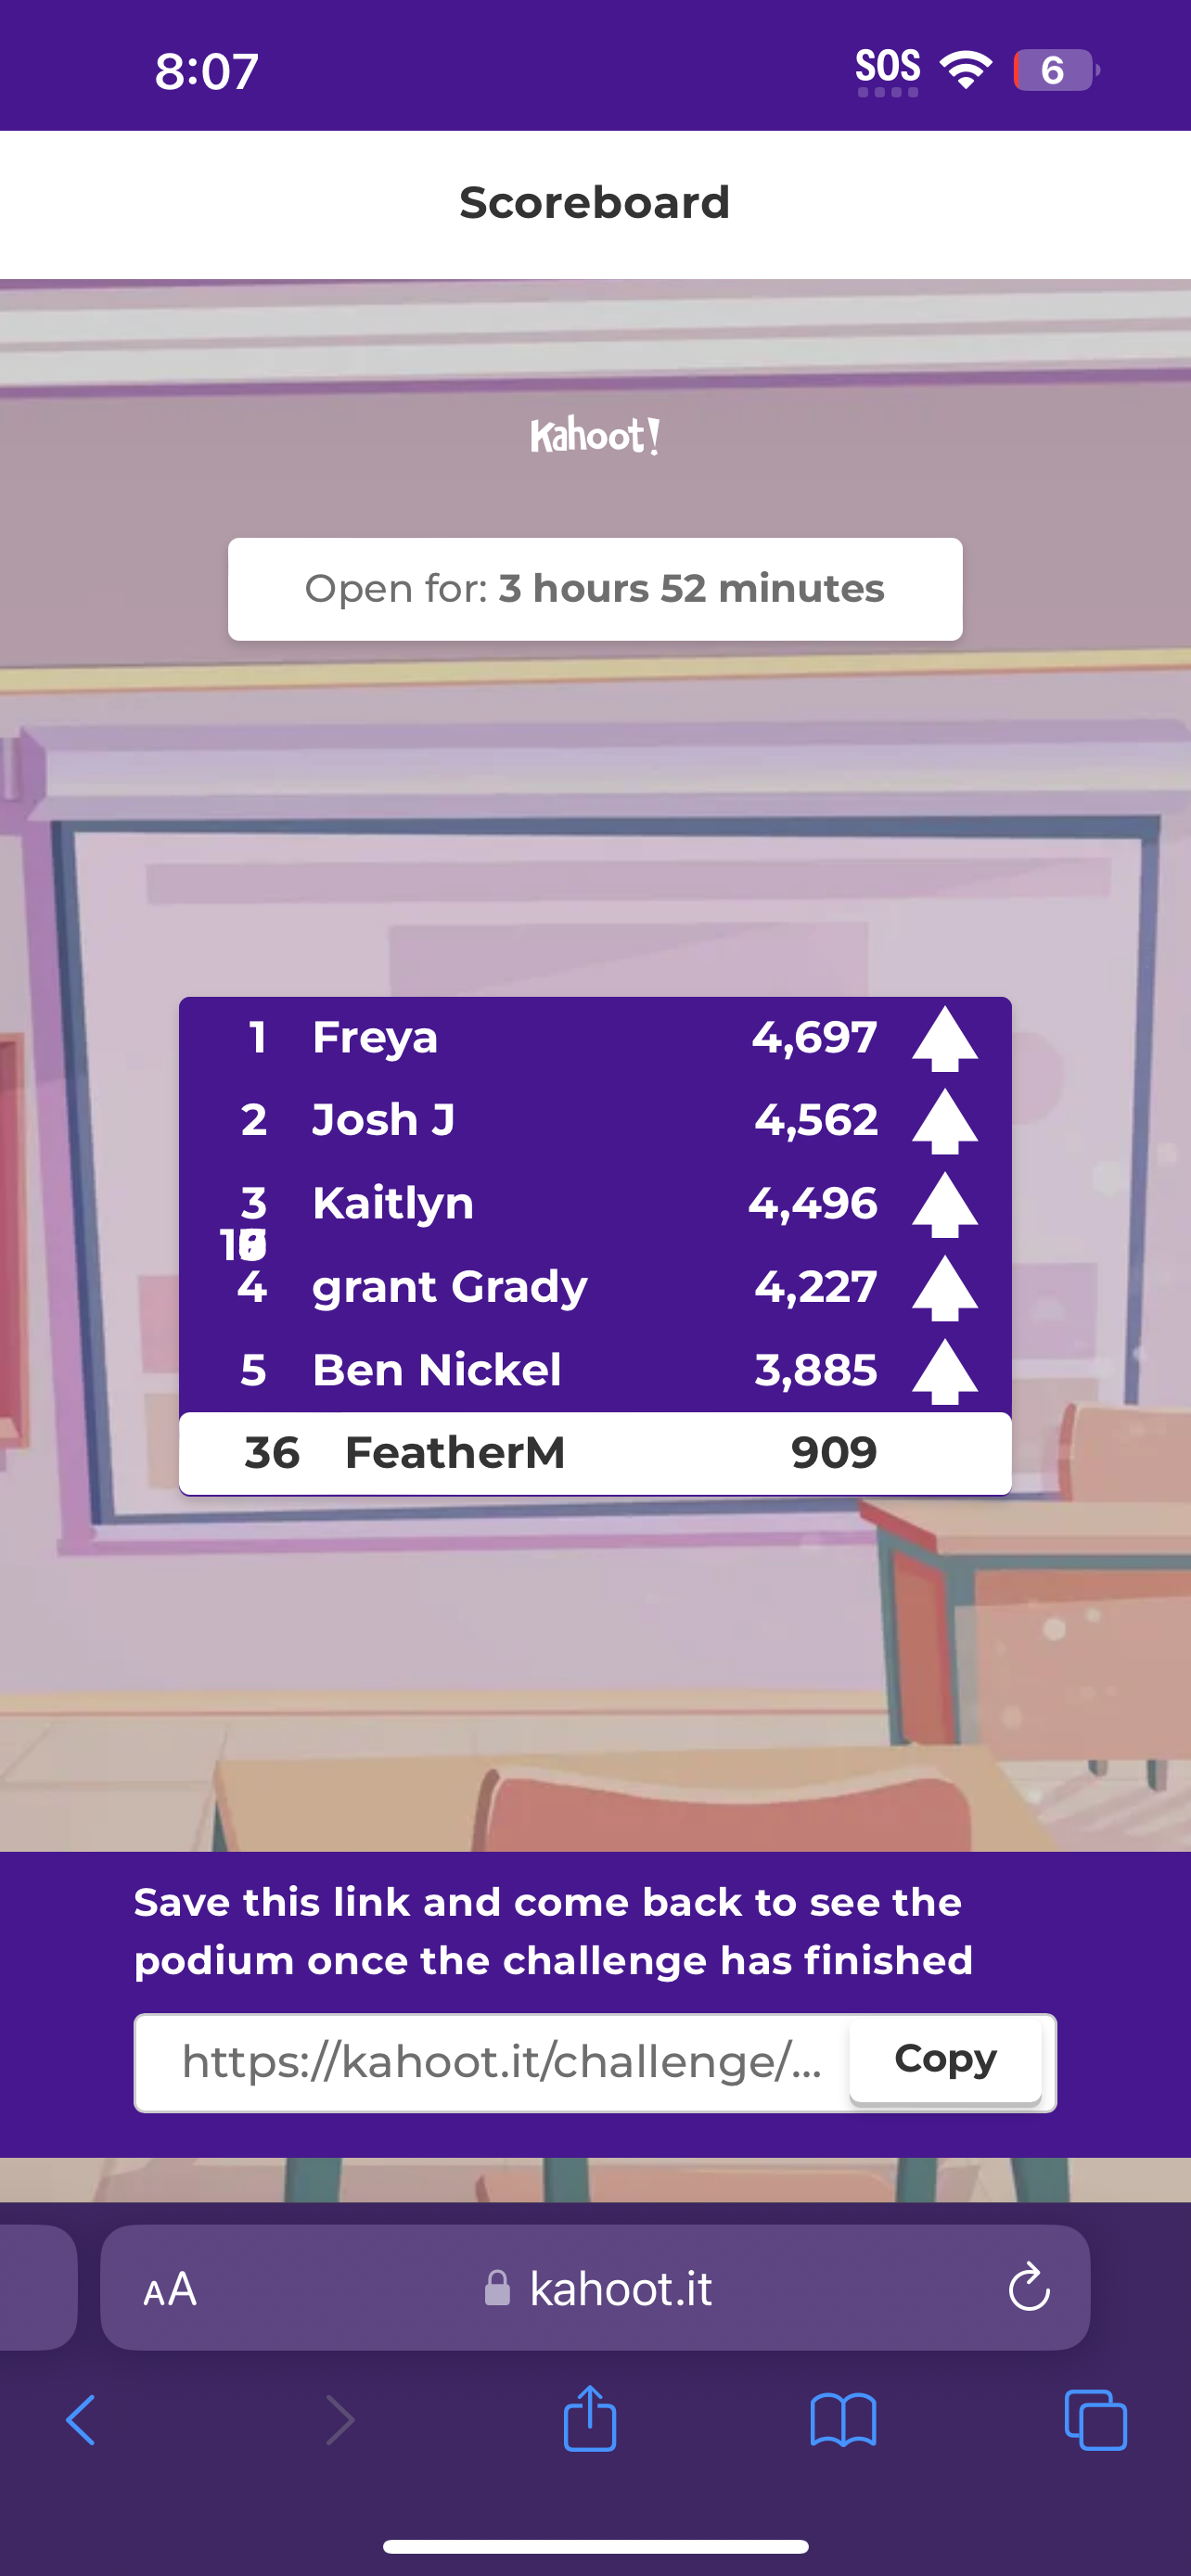 8:07 SOS 6
Scoreboard
Kahoot!
Open for: 3 hours 52 minutes
1 Freya 4,697
2 Josh J 4,562
3 Kaitlyn 4,496
4 grant Grady 4,227
5 Ben Nickel 3,885
36 FeatherM 909
Save this link and come back to see the
podium once the challenge has finished
https://kahoot.it/challenge/... Copy
AA kahoot.it